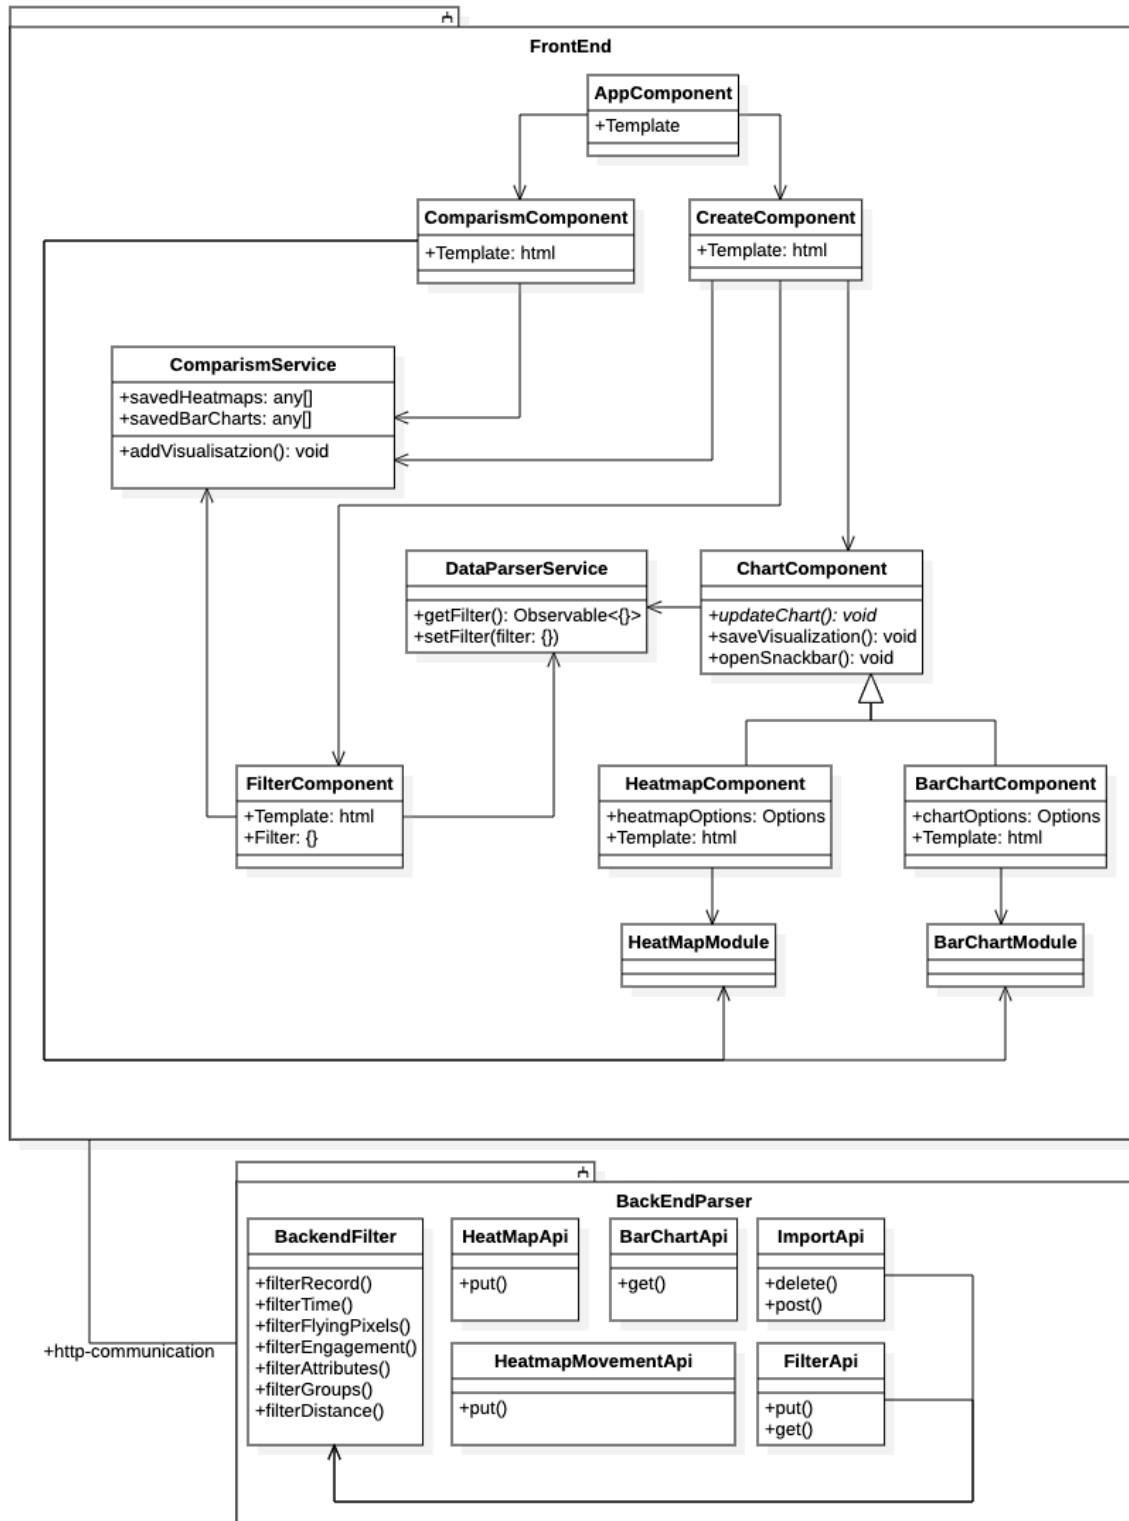 FrontEnd
AppComponent
+Template
ComparismComponent
+Template: html
CreateComponent
+Template: html
ComparismService
+savedHeatmaps: any[]
+savedBarCharts: any[]
+addVisualisatzion(): void
DataParserService
+getFilter(): Observable<{}>
+setFilter(filter: {})
ChartComponent
+updateChart(): void
+saveVisualization(): void
+openSnackbar(): void
FilterComponent
+Template: html
+Filter: {}
HeatmapComponent
+heatmapOptions: Options
+Template: html
BarChartComponent
+chartOptions: Options
+Template: html
HeatMapModule
BarChartModule
+http-communication
BackEndParser
BackendFilter
+filterRecord()
+filterTime()
+filterFlyingPixels()
+filterEngagement()
+filterAttributes()
+filterGroups()
+filterDistance()
HeatMapApi
+put()
BarChartApi
+get()
ImportApi
+delete()
+post()
HeatmapMovementApi
+put()
FilterApi
+put()
+get()